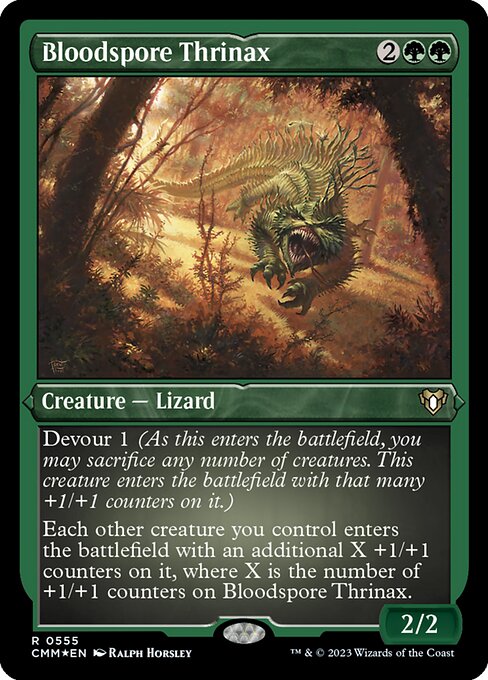 Bloodspore Thrinax 2
Creature — Lizard
Devour 1 (As this enters the battlefield, you
may sacrifice any number of creatures. This
creature enters the battlefield with that many
+1/+1 counters on it.)
Each other creature you control enters
the battlefield with an additional X +1/+1
counters on it, where X is the number of
+1/+1 counters on Bloodspore Thrinax.
2/2
R 0555
CMM★EN RALPH HORSLEY ™ & © 2023 Wizards of the Coast